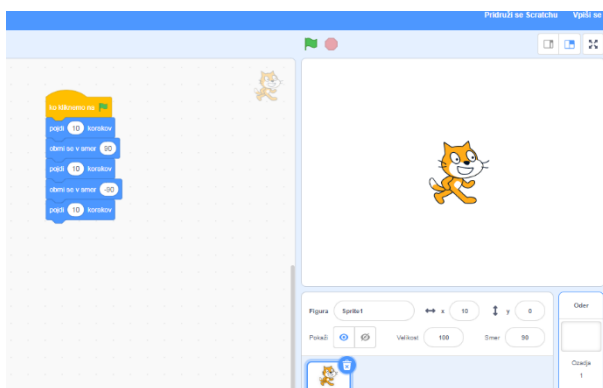 Pridruži se Scratchu Vpiši se
ko kliknemo na
pojdi 10 korakov
obrni se v smer 90
pojdi 10 korakov
obrni se v smer -90
pojdi 10 korakov
Figura Sprite1 x 10 y 0
Pokaži Velikost 100 Smer 90
Oder
Ozadja
1